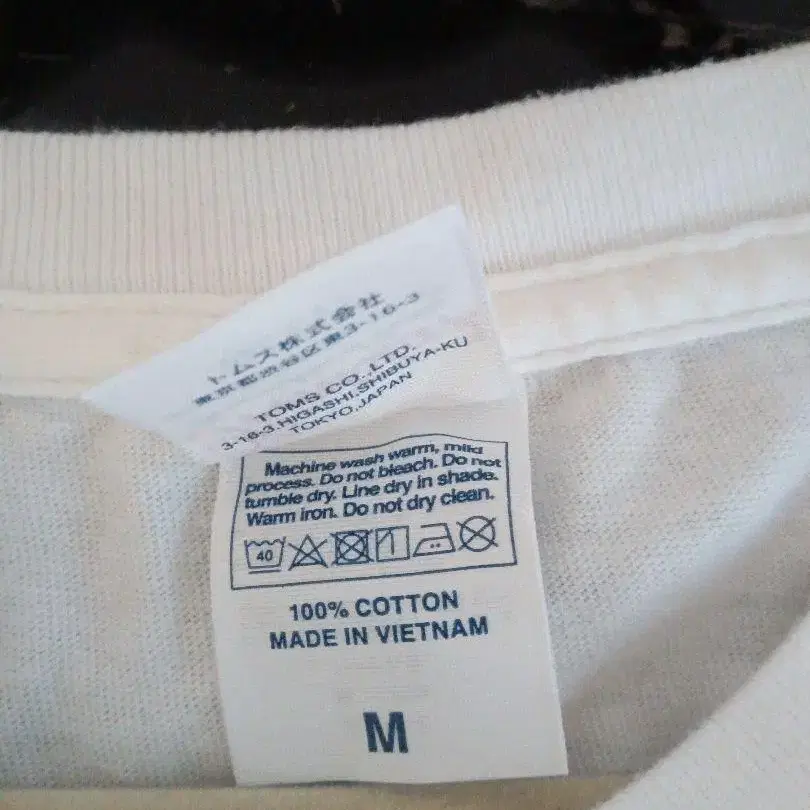 トムス株式会社
東京都渋谷区東3-16-3
TOMS CO.,LTD.
3-16-3,HIGASHI,SHIBUYA-KU
TOKYO,JAPAN
Machine wash warm, mild
process. Do not bleach. Do not
tumble dry. Line dry in shade.
Warm iron. Do not dry clean.
40
100% COTTON
MADE IN VIETNAM
M